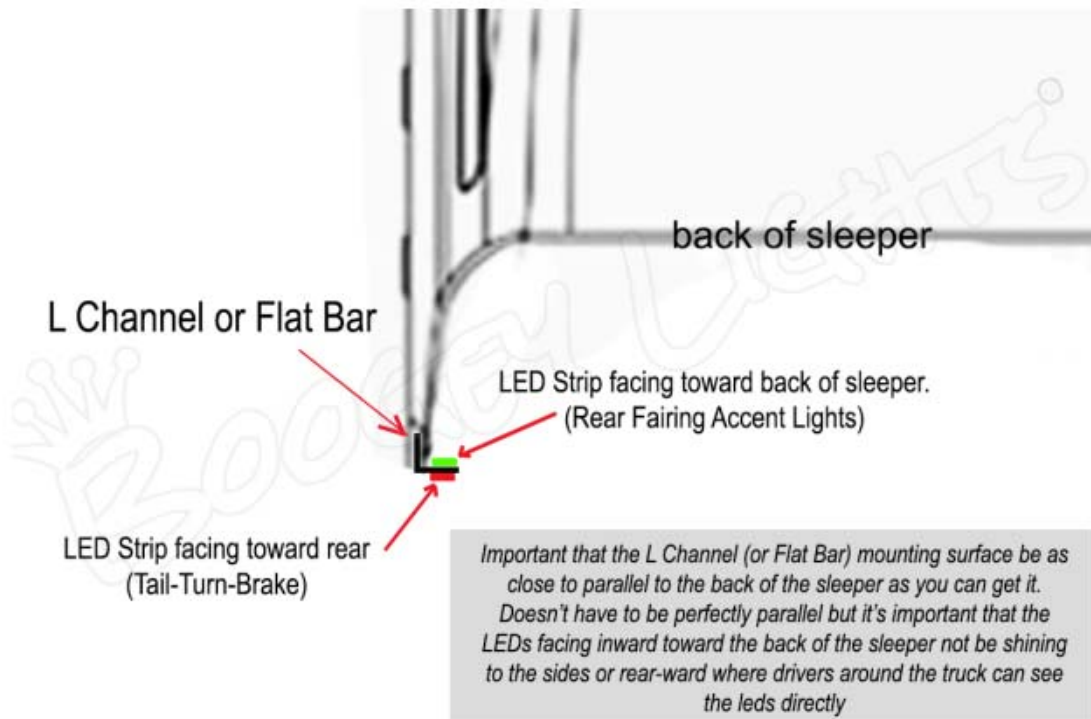 back of sleeper
L Channel or Flat Bar
LED Strip facing toward back of sleeper.
(Rear Fairing Accent Lights)
LED Strip facing toward rear
(Tail-Turn-Brake)
Important that the L Channel (or Flat Bar) mounting surface be as
close to parallel to the back of the sleeper as you can get it.
Doesn't have to be perfectly parallel but it's important that the
LEDs facing inward toward the back of the sleeper not be shining
to the sides or rear-ward where drivers around the truck can see
the leds directly
BOOGEY LIGHTS